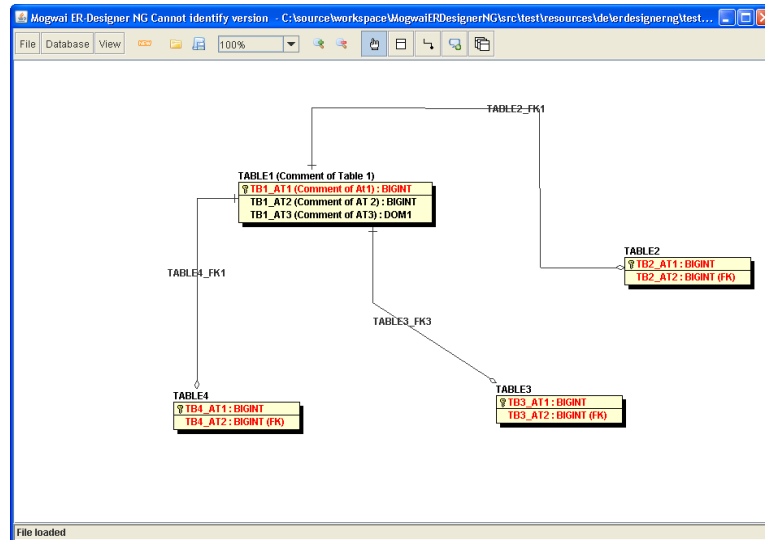 Mogwai ER-Designer NG Cannot identify version - C:\source\workspace\MogwaiERDesignerNG\src\test\resources\de\erdesignerng\test...
File Database View 100%
TABLE2_FK1
TABLE1 (Comment of Table 1)
TB1_AT1 (Comment of At1) : BIGINT
TB1_AT2 (Comment of AT 2) : BIGINT
TB1_AT3 (Comment of AT3) : DOM1
TABLE2
TB2_AT1 : BIGINT
TB2_AT2 : BIGINT (FK)
TABLE4_FK1
TABLE3_FK3
TABLE4
TB4_AT1 : BIGINT
TB4_AT2 : BIGINT (FK)
TABLE3
TB3_AT1 : BIGINT
TB3_AT2 : BIGINT (FK)
File loaded